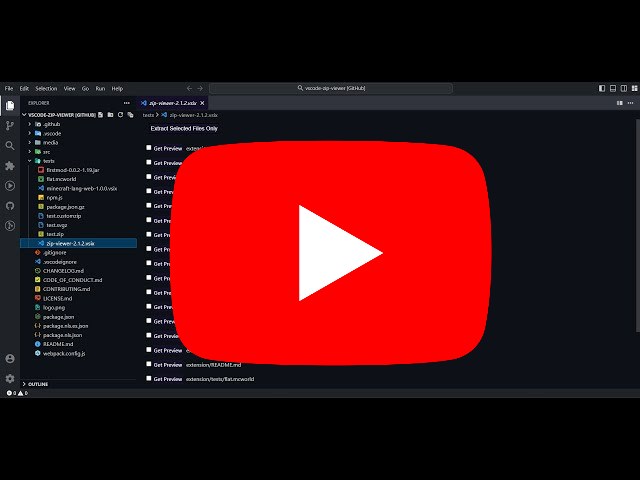 File Edit Selection View Go Run Help
vscode-zip-viewer [GitHub]
EXPLORER
zip-viewer-2.1.2.vsix
VSCODE-ZIP-VIEWER [GITHUB]
tests > zip-viewer-2.1.2.vsix
.github
Extract Selected Files Only
.vscode
media
Get Preview
src
tests
Get Preview
firstmod-0.0.2-1.19.jar
Get Preview
flat.mcworld
minecraft-lang-web-1.0.0.vsix
Get Preview
npm.js
package.json.gz
Get Preview
test.customzip
Get Preview
test.svgz
test.zip
Get Preview
zip-viewer-2.1.2.vsix
.gitignore
Get Preview
.vscodeignore
Get Preview
CHANGELOG.md
CODE_OF_CONDUCT.md
Get Preview
CONTRIBUTING.md
Get Preview
LICENSE.md
logo.png
Get Preview
package.json
package.nls.es.json
Get Preview
package.nls.json
Get Preview
README.md
Get Preview
webpack.config.js
Get Preview extension/README.md
Get Preview extension/tests/flat.mcworld
OUTLINE
0 0